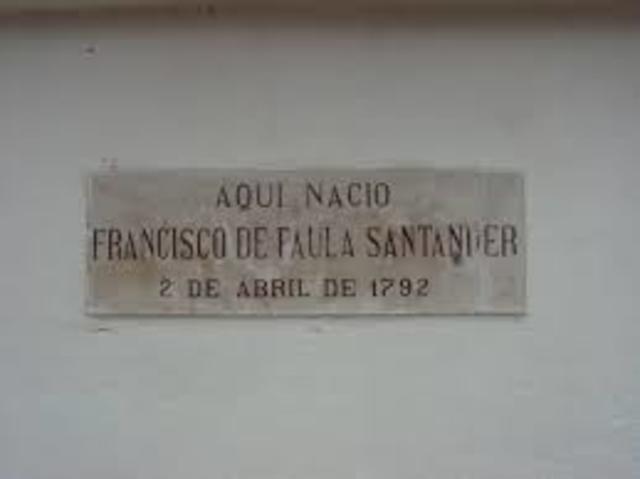 AQUI NACIO
FRANCISCO DE PAULA SANTANDER
2 DE ABRIL DE 1792